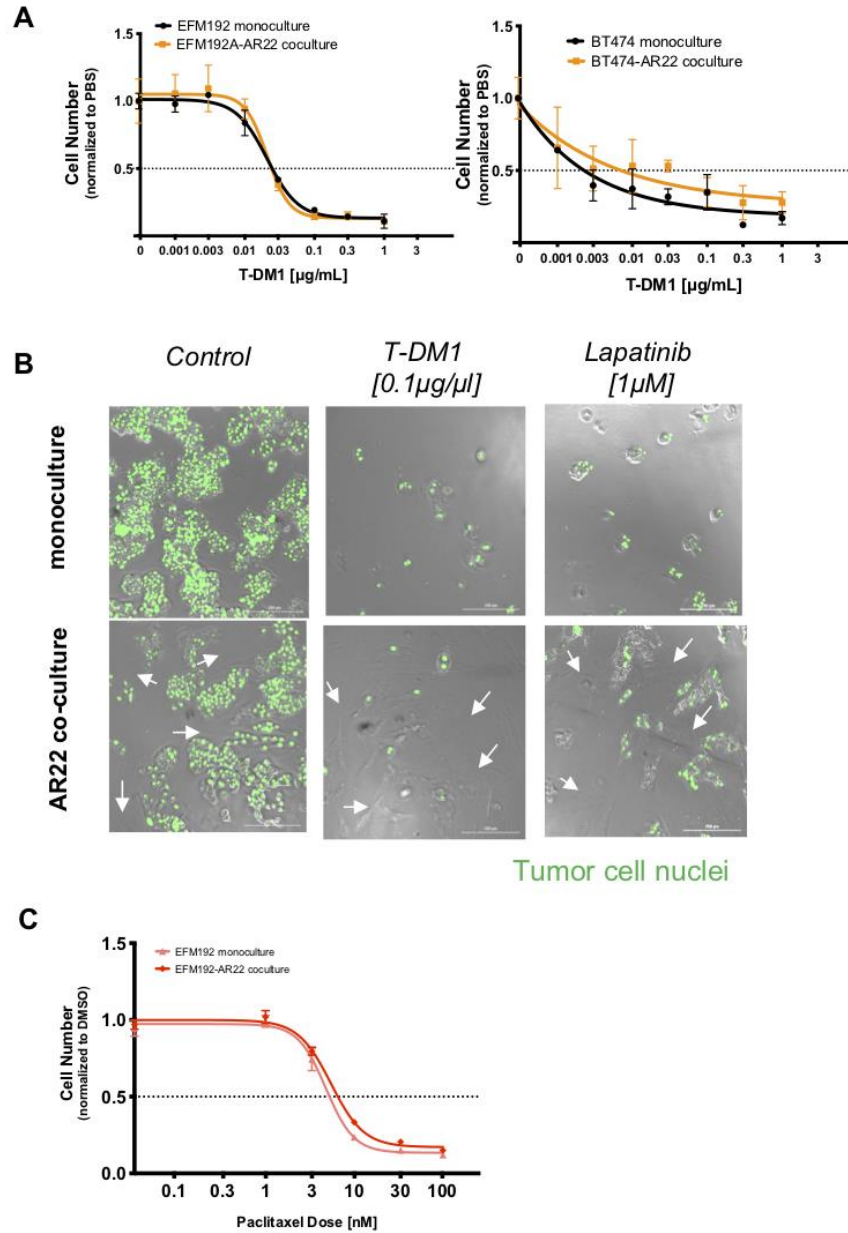 A
EFM192 monoculture
EFM192A-AR22 coculture
1.5
1.0
0.5
0.0
Cell Number
(normalized to PBS)
0 0.001 0.003 0.01 0.03 0.1 0.3 1 3
T-DM1 [µg/mL]
BT474 monoculture
BT474-AR22 coculture
1.5
1.0
0.5
0.0
Cell Number
(normalized to PBS)
0 0.001 0.003 0.01 0.03 0.1 0.3 1 3
T-DM1 [µg/mL]
B
Control
T-DM1
[0.1µg/µl]
Lapatinib
[1µM]
monoculture
AR22 co-culture
Tumor cell nuclei
C
EFM192 monoculture
EFM192-AR22 coculture
1.5
1.0
0.5
0.0
Cell Number
(normalized to DMSO)
0.1 0.3 1 3 10 30 100
Paclitaxel Dose [nM]